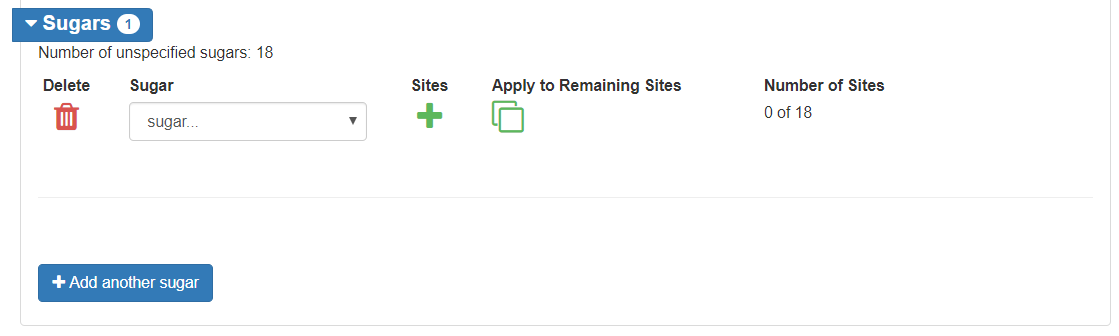 Sugars 1
Number of unspecified sugars: 18
Delete Sugar Sites Apply to Remaining Sites Number of Sites
sugar... 0 of 18
Add another sugar